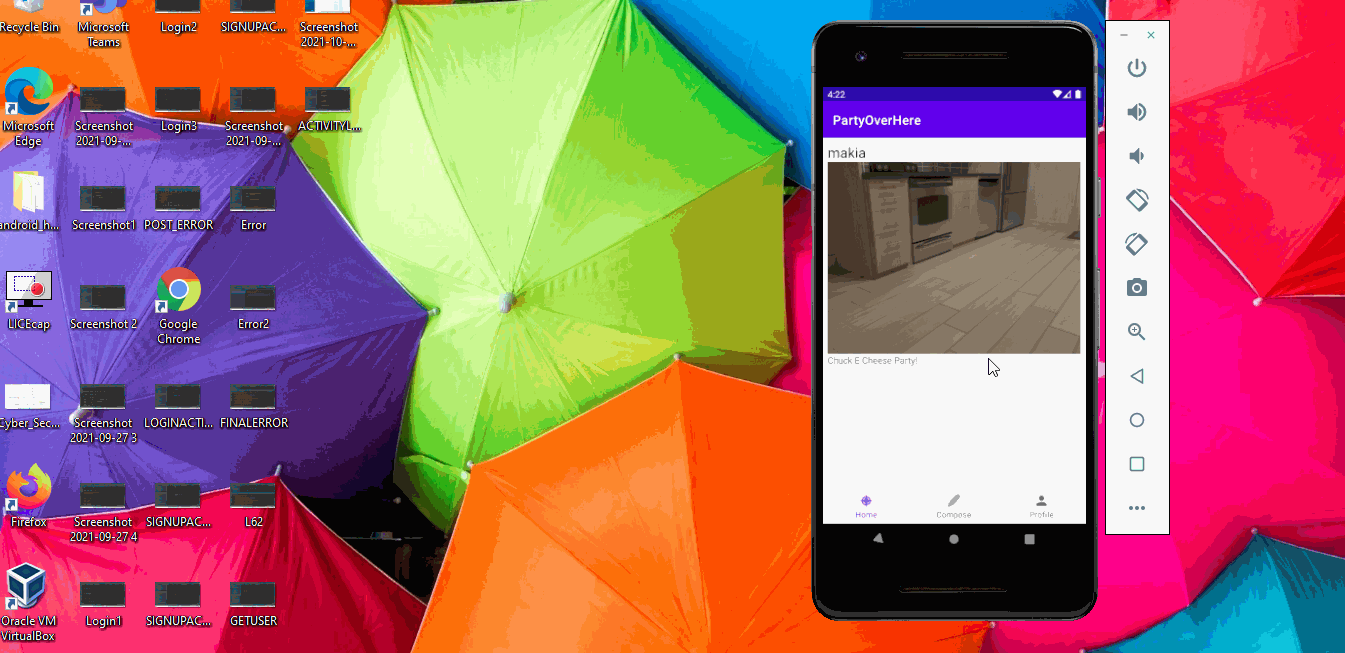 Recycle Bin
Microsoft
Teams
Login2
SIGNUPAC...
Screenshot
2021-10-...
Microsoft
Edge
Screenshot
2021-09-...
Login3
Screenshot
2021-09-...
ACTIVITYL...
android_h...
Screenshot1
POST_ERROR
Error
LICEcap
Screenshot 2
Google
Chrome
Error2
Cyber_Sec...
Screenshot
2021-09-27 3
LOGINACTI...
FINALERROR
Firefox
Screenshot
2021-09-27 4
SIGNUPAC...
L62
Oracle VM
VirtualBox
Login1
SIGNUPAC...
GETUSER
4:22
PartyOverHere
makia
Chuck E Cheese Party!
Home
Compose
Profile